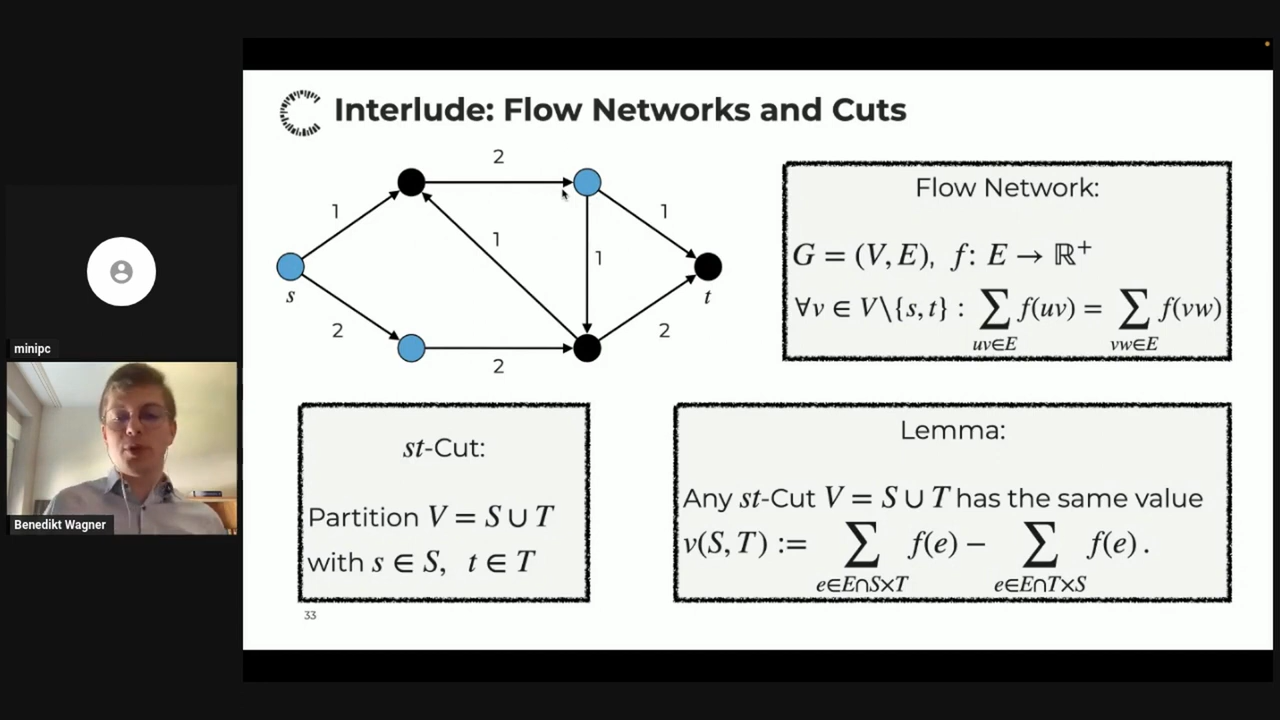 Interlude: Flow Networks and Cuts
2
1
1
1
1
s
t
2
2
2
Flow Network:
G = (V, E), f: E → ℝ⁺
∀v ∈ V\{s, t} : ∑ f(uv) = ∑ f(vw)
uv∈E vw∈E
st-Cut:
Partition V = S ∪ T
with s ∈ S, t ∈ T
Lemma:
Any st-Cut V = S ∪ T has the same value
v(S, T) := ∑ f(e) − ∑ f(e) .
e∈E∩S×T e∈E∩T×S
33
minipc
Benedikt Wagner